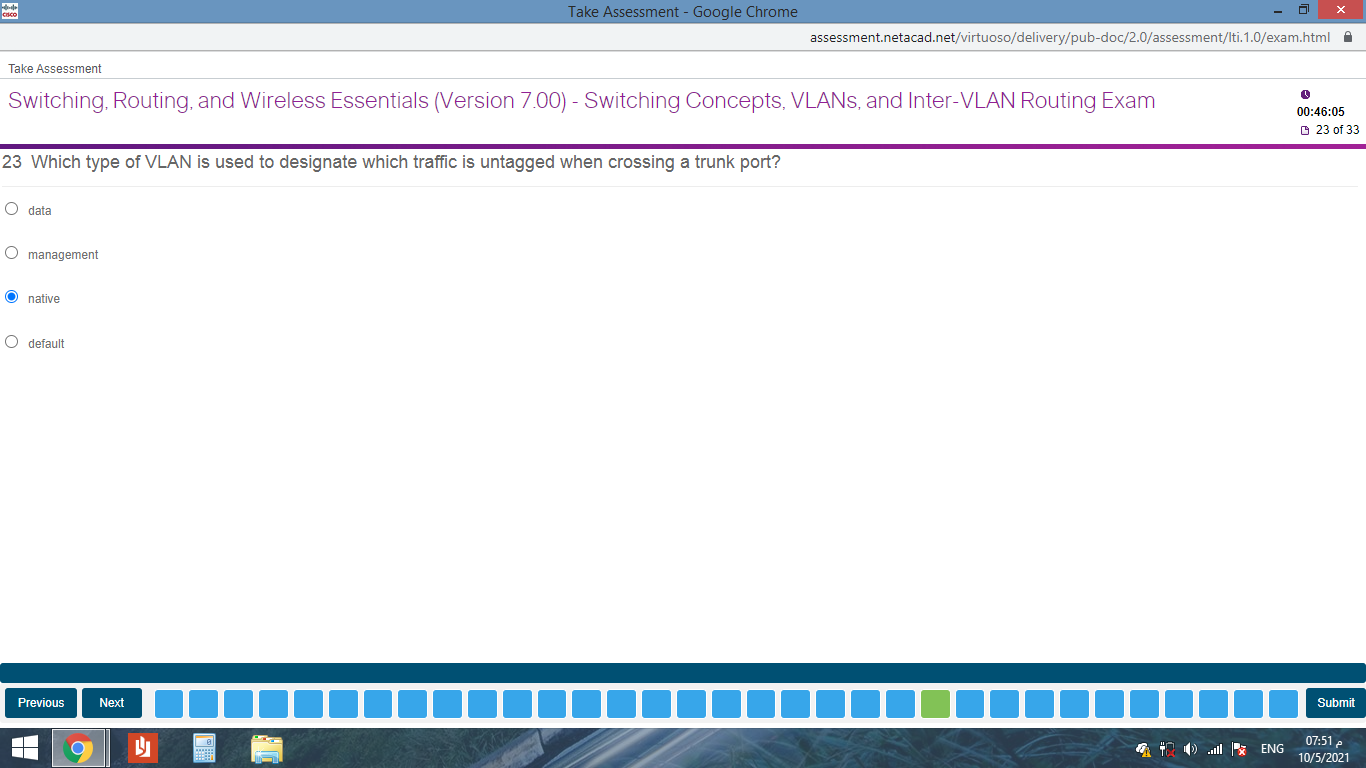 CISCO
Take Assessment - Google Chrome
assessment.netacad.net/virtuoso/delivery/pub-doc/2.0/assessment/lti.1.0/exam.html
Take Assessment
Switching, Routing, and Wireless Essentials (Version 7.00) - Switching Concepts, VLANs, and Inter-VLAN Routing Exam
00:46:05
23 of 33
23 Which type of VLAN is used to designate which traffic is untagged when crossing a trunk port?
data
management
native
default
Previous Next Submit
ENG
07:51 م
10/5/2021